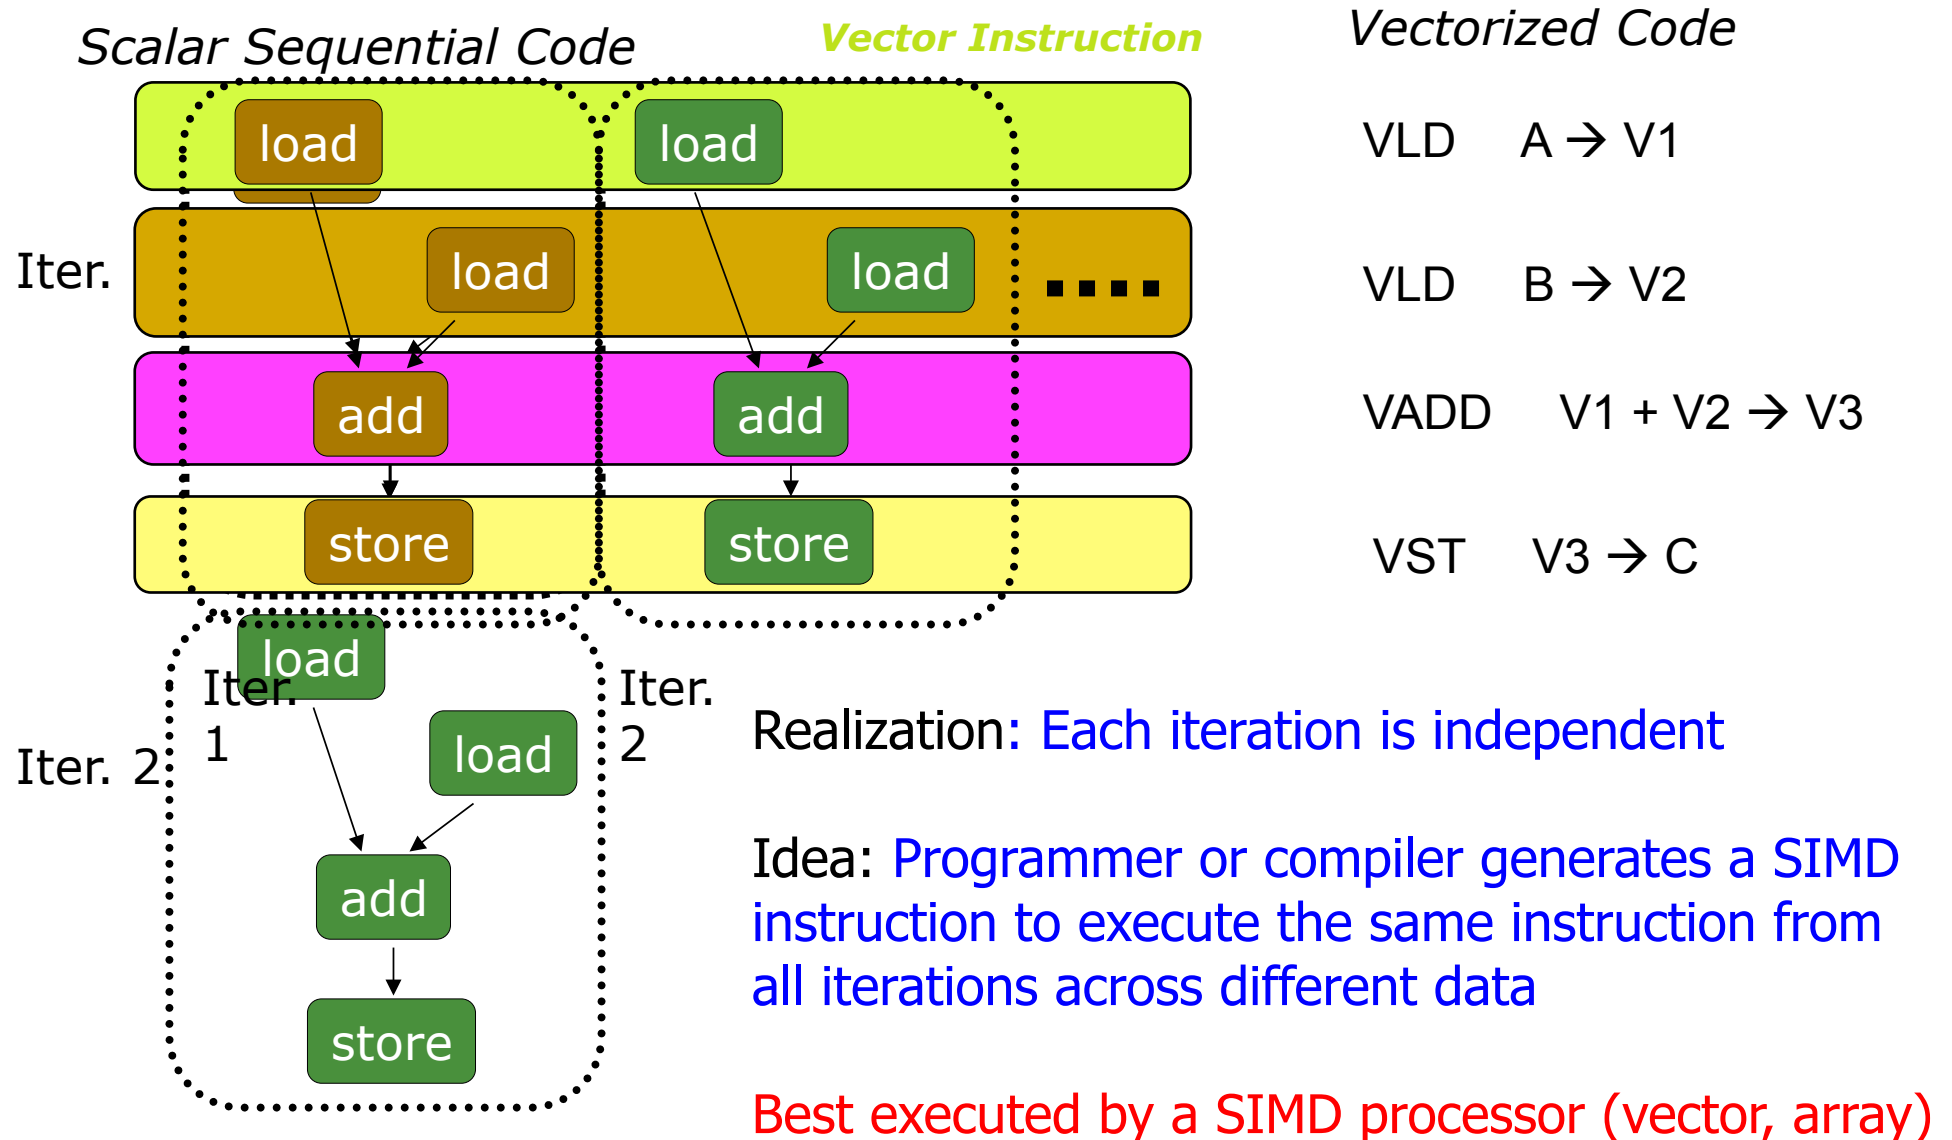 Scalar Sequential Code
Vector Instruction
Vectorized Code
load
load
VLD A → V1
Iter.
load
load
....
VLD B → V2
add
add
VADD V1 + V2 → V3
store
store
VST V3 → C
load
Iter.
1
Iter.
2
Iter. 2
load
add
store
Realization: Each iteration is independent
Idea: Programmer or compiler generates a SIMD
instruction to execute the same instruction from
all iterations across different data
Best executed by a SIMD processor (vector, array)